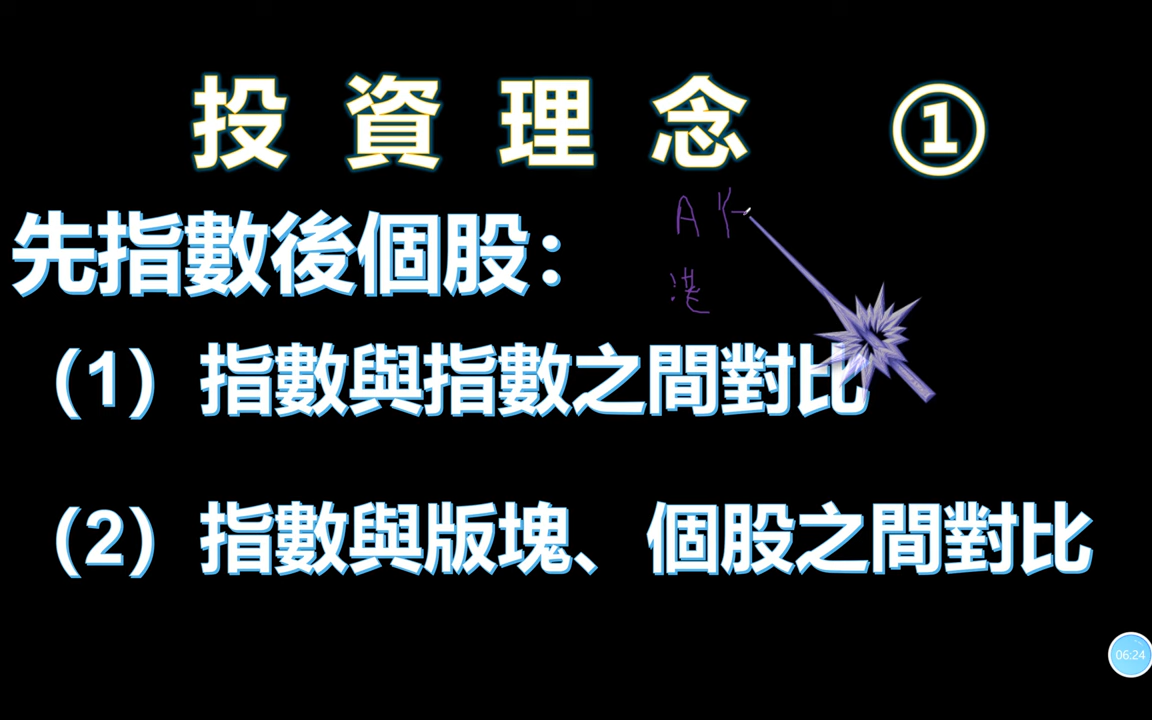 投資理念 ①
先指數後個股：
A
港
（1）指數與指數之間對比
（2）指數與版塊、個股之間對比
06:24